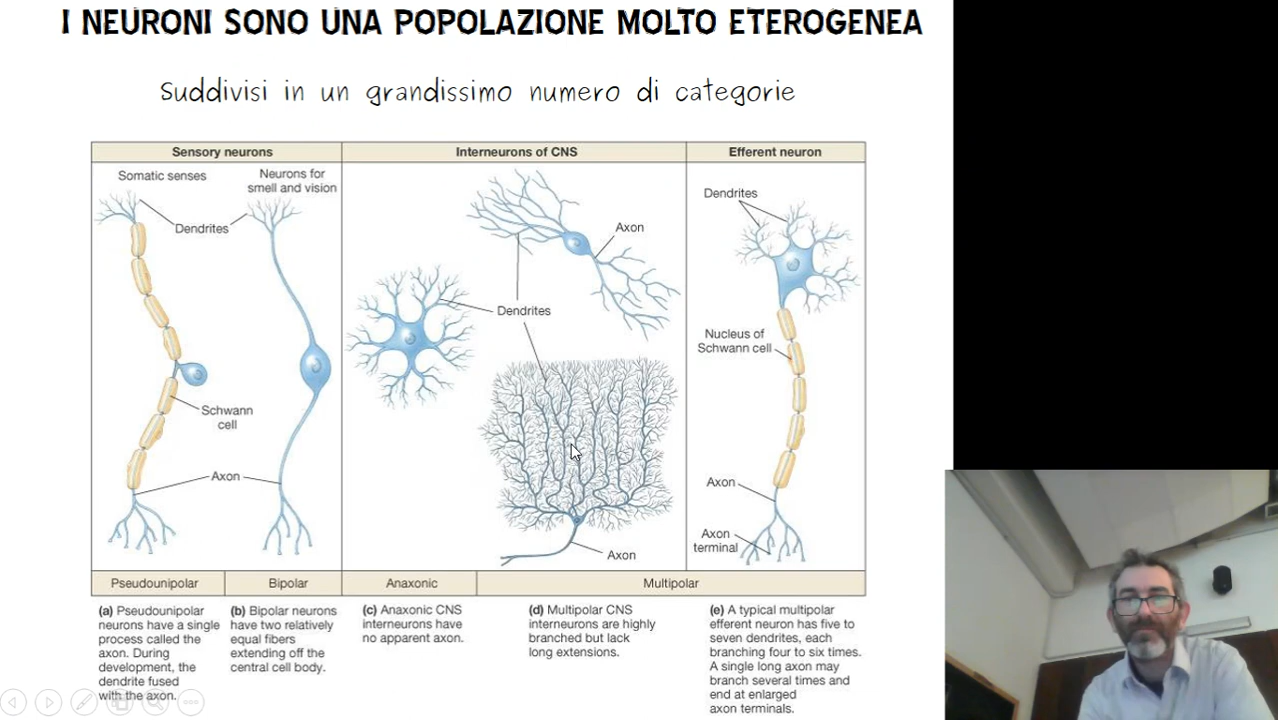 I NEURONI SONO UNA POPOLAZIONE MOLTO ETEROGENEA
Suddivisi in un grandissimo numero di categorie
Sensory neurons
Interneurons of CNS
Efferent neuron
Somatic senses
Neurons for
smell and vision
Dendrites
Axon
Dendrites
Dendrites
Nucleus of
Schwann cell
Schwann
cell
Axon
Axon
Axon
Axon
terminal
Pseudounipolar
Bipolar
Anaxonic
Multipolar
(a) Pseudounipolar
neurons have a single
process called the
axon. During
development, the
dendrite fused
with the axon.
(b) Bipolar neurons
have two relatively
equal fibers
extending off the
central cell body.
(c) Anaxonic CNS
interneurons have
no apparent axon.
(d) Multipolar CNS
interneurons are highly
branched but lack
long extensions.
(e) A typical multipolar
efferent neuron has five to
seven dendrites, each
branching four to six times.
A single long axon may
branch several times and
end at enlarged
axon terminals.